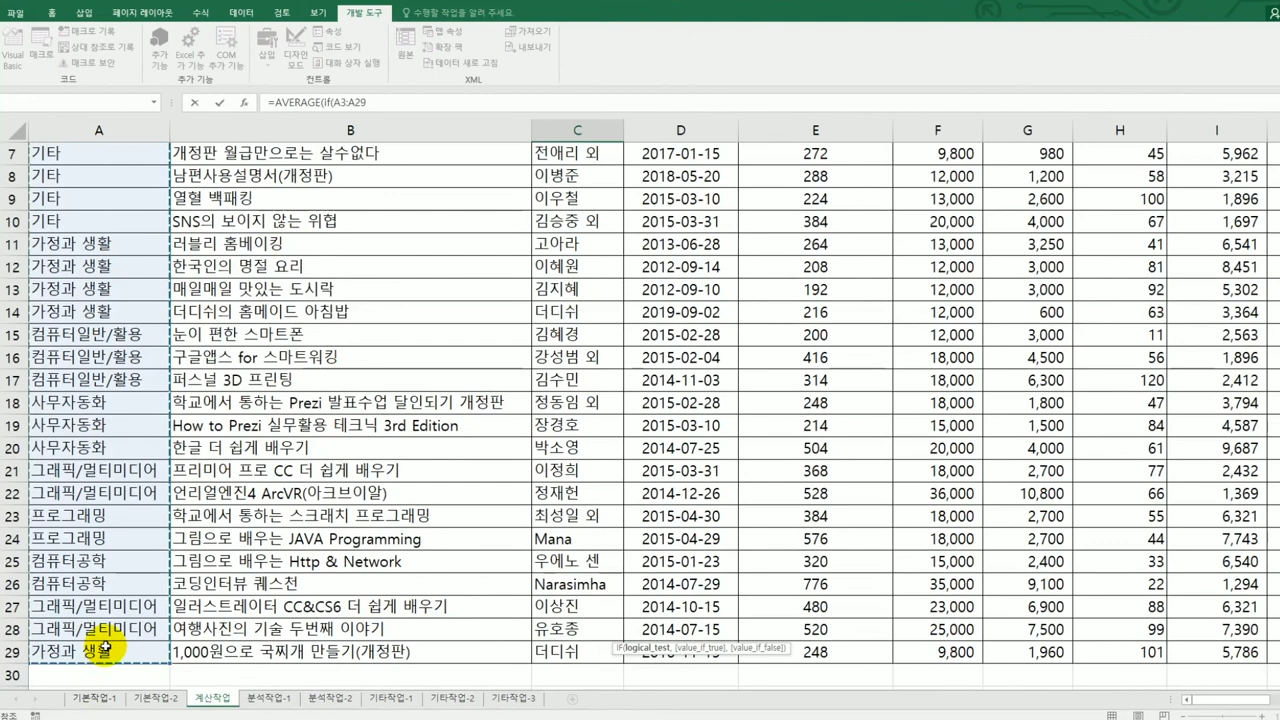 파일 홈 삽입 페이지 레이아웃 수식 데이터 검토 보기 개발 도구 수행할 작업을 알려 주세요.
Visual Basic 매크로 매크로 기록 상대 참조로 기록 매크로 보안 추가 기능 Excel 추가 기능 COM 추가 기능 삽입 디자인 모드 속성 코드 보기 대화 상자 실행 원본 맵 속성 확장 팩 데이터 새로 고침 가져오기 내보내기
코드 추가 기능 컨트롤 XML
fx =AVERAGE(if(A3:A29
A B C D E F G H I
7 기타 개정판 월급만으로는 살수없다 전애리 외 2017-01-15 272 9,800 980 45 5,962
8 기타 남편사용설명서(개정판) 이병준 2018-05-20 288 12,000 1,200 58 3,215
9 기타 열혈 백패킹 이우철 2015-03-10 224 13,000 2,600 100 1,896
10 기타 SNS의 보이지 않는 위협 김승중 외 2015-03-31 384 20,000 4,000 67 1,697
11 가정과 생활 러블리 홈베이킹 고아라 2013-06-28 264 13,000 3,250 41 6,541
12 가정과 생활 한국인의 명절 요리 이혜원 2012-09-14 208 12,000 3,000 81 8,451
13 가정과 생활 매일매일 맛있는 도시락 김지혜 2012-09-10 192 12,000 3,000 92 5,302
14 가정과 생활 더디쉬의 홈메이드 아침밥 더디쉬 2019-09-02 216 12,000 600 63 3,364
15 컴퓨터일반/활용 눈이 편한 스마트폰 김혜경 2015-02-28 200 12,000 3,000 11 2,563
16 컴퓨터일반/활용 구글앱스 for 스마트워킹 강성범 외 2015-02-04 416 18,000 4,500 56 1,896
17 컴퓨터일반/활용 퍼스널 3D 프린팅 김수민 2014-11-03 314 18,000 6,300 120 2,412
18 사무자동화 학교에서 통하는 Prezi 발표수업 달인되기 개정판 정동임 외 2015-02-28 248 18,000 1,800 47 3,794
19 사무자동화 How to Prezi 실무활용 테크닉 3rd Edition 장경호 2015-03-10 214 15,000 1,500 84 4,587
20 사무자동화 한글 더 쉽게 배우기 박소영 2014-07-25 504 20,000 4,000 61 9,687
21 그래픽/멀티미디어 프리미어 프로 CC 더 쉽게 배우기 이정희 2015-03-31 368 18,000 2,700 77 2,432
22 그래픽/멀티미디어 언리얼엔진4 ArcVR(아크브이알) 정재헌 2014-12-26 528 36,000 10,800 66 1,369
23 프로그래밍 학교에서 통하는 스크래치 프로그래밍 최성일 외 2015-04-30 384 18,000 2,700 55 6,321
24 프로그래밍 그림으로 배우는 JAVA Programming Mana 2015-04-29 576 18,000 2,700 44 7,743
25 컴퓨터공학 그림으로 배우는 Http & Network 우에노 센 2015-01-23 320 15,000 2,400 33 6,540
26 컴퓨터공학 코딩인터뷰 퀘스천 Narasimha 2014-07-29 776 35,000 9,100 22 1,294
27 그래픽/멀티미디어 일러스트레이터 CC&CS6 더 쉽게 배우기 이상진 2014-10-15 480 23,000 6,900 88 6,321
28 그래픽/멀티미디어 여행사진의 기술 두번째 이야기 유호종 2014-07-15 520 25,000 7,500 99 7,390
29 가정과 생활 1,000원으로 국찌개 만들기(개정판) 더디쉬 248 9,800 1,960 101 5,786
IF(logical_test, [value_if_true], [value_if_false])
30
기본작업-1 기본작업-2 계산작업 분석작업-1 분석작업-2 기타작업-1 기타작업-2 기타작업-3
참조